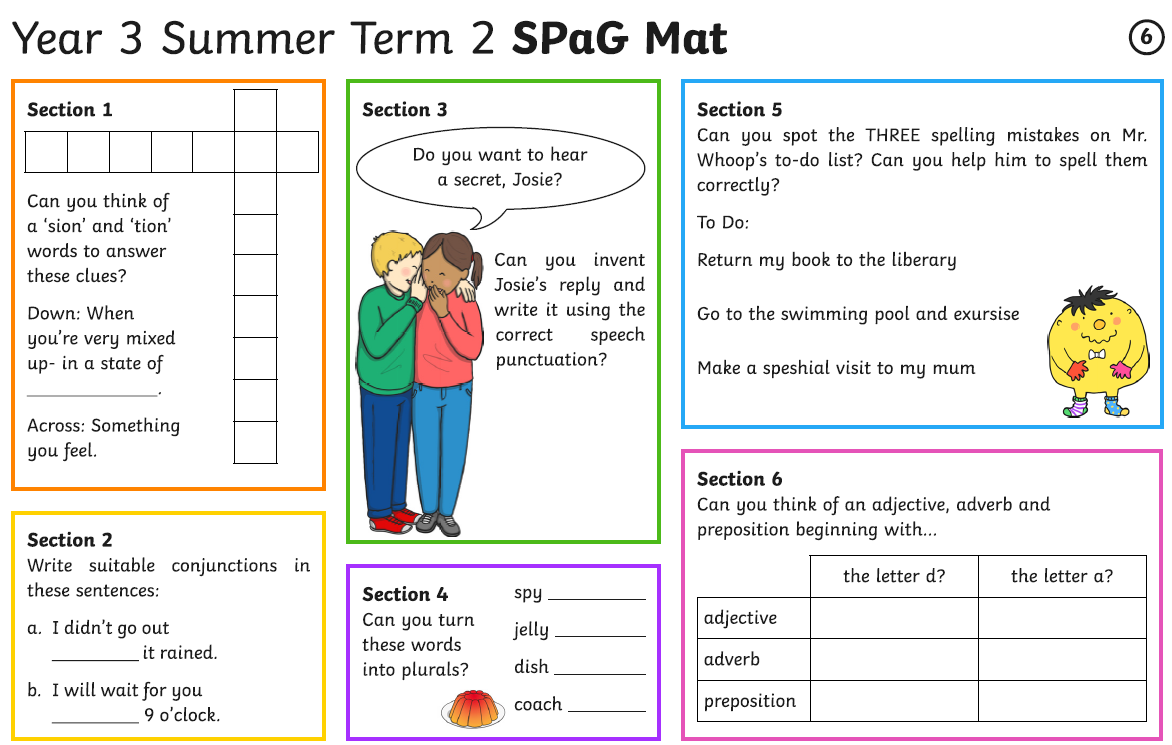 Year 3 Summer Term 2 SPaG Mat
6
Section 1
Can you think of
a ‘sion’ and ‘tion’
words to answer
these clues?
Down: When
you’re very mixed
up- in a state of
_____________.
Across: Something
you feel.
Section 2
Write suitable conjunctions in
these sentences:
a. I didn’t go out
_________ it rained.
b. I will wait for you
_________ 9 o’clock.
Section 3
Do you want to hear
a secret, Josie?
Can you invent
Josie’s reply and
write it using the
correct speech
punctuation?
Section 4
Can you turn
these words
into plurals?
spy __________
jelly __________
dish __________
coach ________
Section 5
Can you spot the THREE spelling mistakes on Mr.
Whoop’s to-do list? Can you help him to spell them
correctly?
To Do:
Return my book to the liberary
Go to the swimming pool and exursise
Make a speshial visit to my mum
Section 6
Can you think of an adjective, adverb and
preposition beginning with...
the letter d? the letter a?
adjective
adverb
preposition